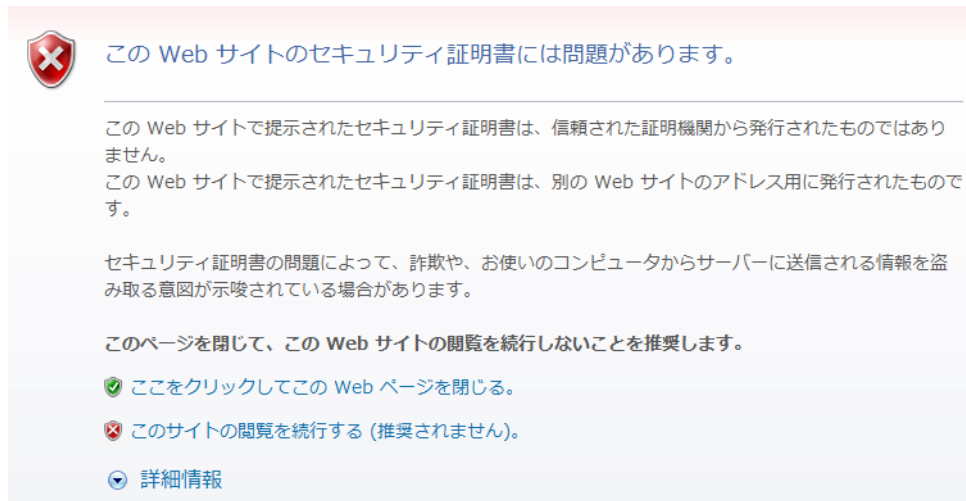 この Web サイトのセキュリティ証明書には問題があります。
この Web サイトで提示されたセキュリティ証明書は、信頼された証明機関から発行されたものではあり
ません。
この Web サイトで提示されたセキュリティ証明書は、別の Web サイトのアドレス用に発行されたもので
す。
セキュリティ証明書の問題によって、詐欺や、お使いのコンピュータからサーバーに送信される情報を盗
み取る意図が示唆されている場合があります。
このページを閉じて、この Web サイトの閲覧を続行しないことを推奨します。
ここをクリックしてこの Web ページを閉じる。
このサイトの閲覧を続行する (推奨されません)。
詳細情報